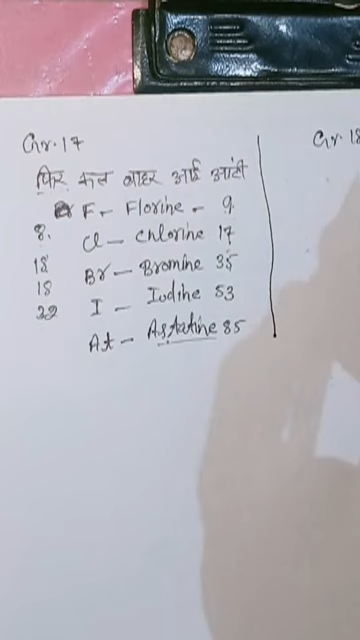 Gr.17
फिर कल बाहर आई आंटी
F - Florine - 9
8. Cl - Chlorine 17
18 Br - Bromine 35
18 I - Iodine 53
32 At - Astatine 85
Gr. 18